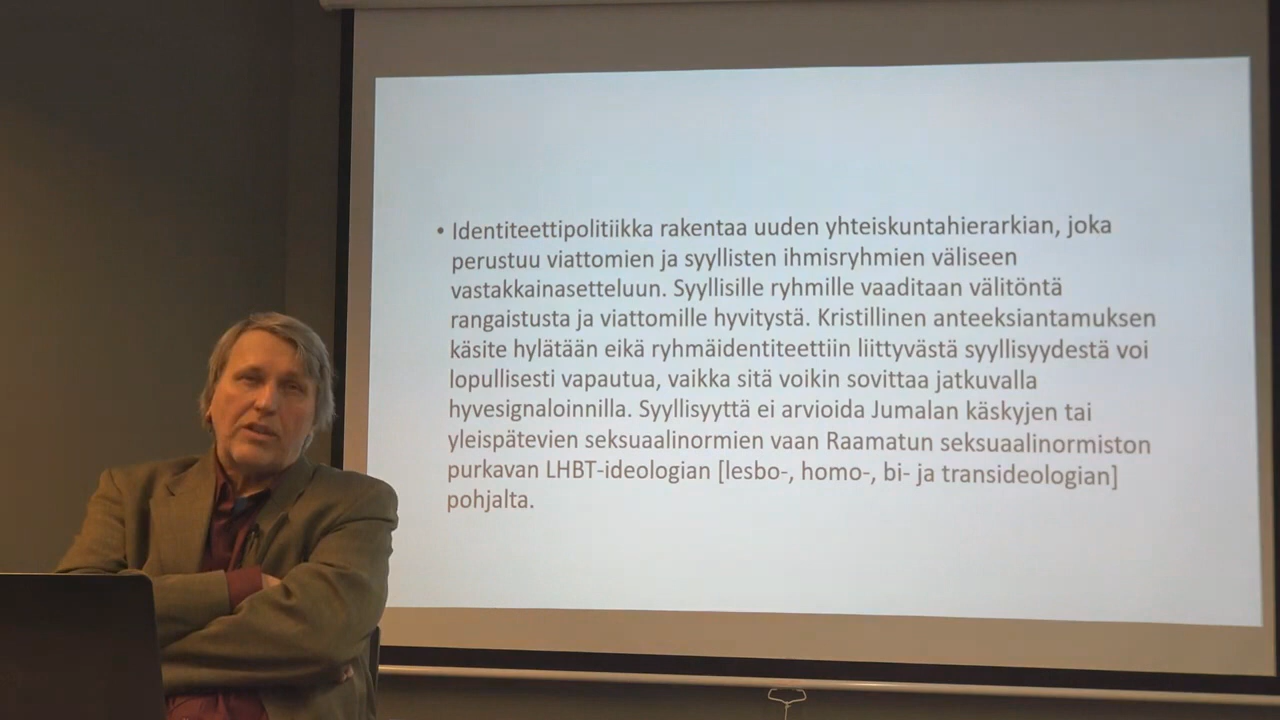 • Identiteettipolitiikka rakentaa uuden yhteiskuntahierarkian, joka
perustuu viattomien ja syyllisten ihmisryhmien väliseen
vastakkainasetteluun. Syyllisille ryhmille vaaditaan välitöntä
rangaistusta ja viattomille hyvitystä. Kristillinen anteeksiantamuksen
käsite hylätään eikä ryhmäidentiteettiin liittyvästä syyllisyydestä voi
lopullisesti vapautua, vaikka sitä voikin sovittaa jatkuvalla
hyvesignaloinnilla. Syyllisyyttä ei arvioida Jumalan käskyjen tai
yleispätevien seksuaalinormien vaan Raamatun seksuaalinormiston
purkavan LHBT-ideologian [lesbo-, homo-, bi- ja transideologian]
pohjalta.